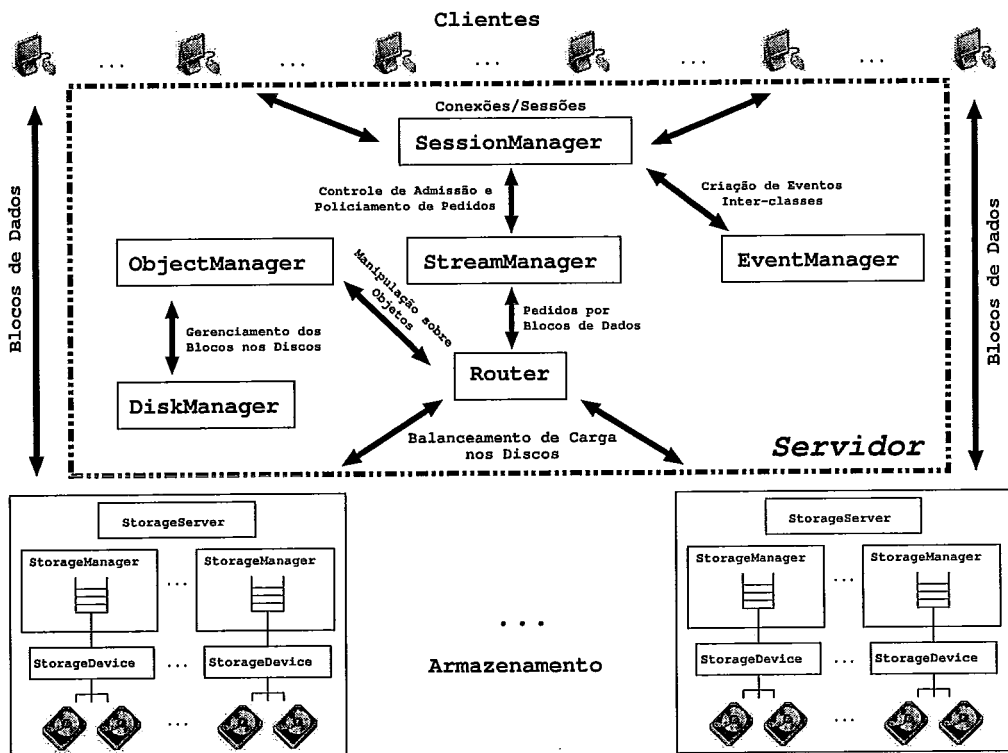 Clientes
... ... ... ... ...
Conexões/Sessões
SessionManager
Controle de Admissão e
Policiamento de Pedidos
Criação de Eventos
Inter-classes
ObjectManager
StreamManager
EventManager
Manipulação sobre
Objetos
Pedidos por
Blocos de Dados
Gerenciamento dos
Blocos nos Discos
Router
DiskManager
Balanceamento de Carga
nos Discos
Servidor
Blocos de Dados
Blocos de Dados
StorageServer
StorageManager
...
StorageManager
StorageDevice
...
StorageDevice
...
...
Armazenamento
StorageServer
StorageManager
...
StorageManager
StorageDevice
...
StorageDevice
...